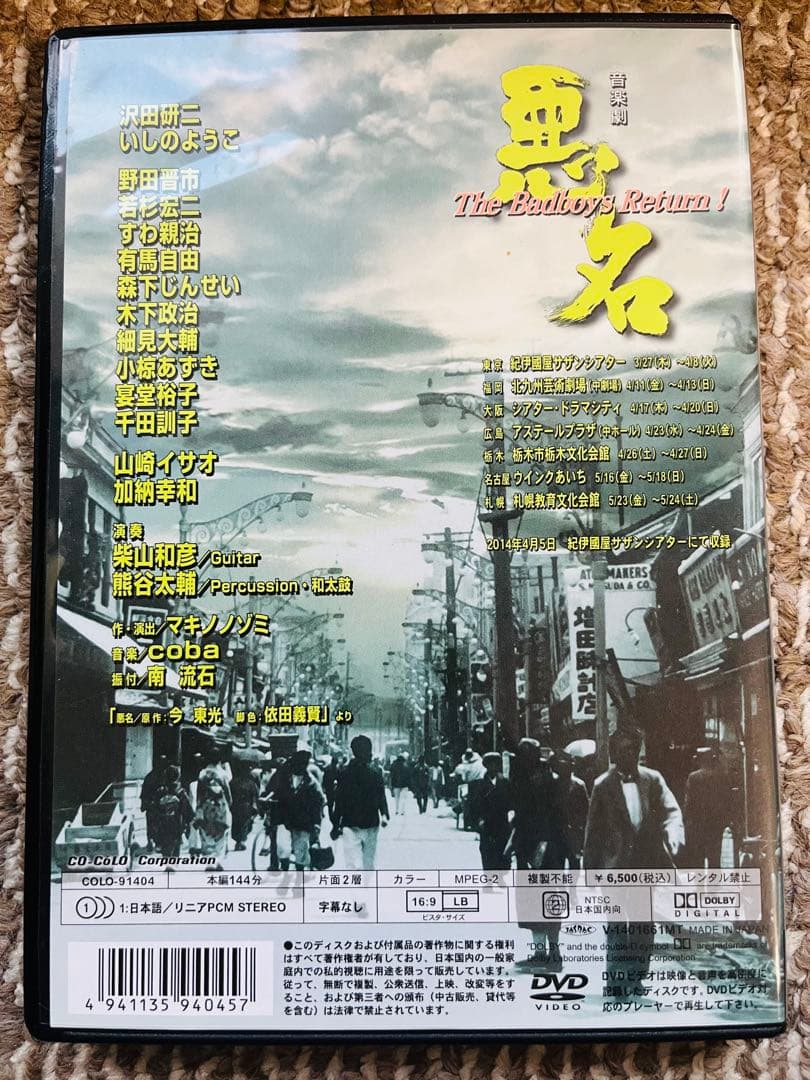 音楽劇
悪名
The Badboys Return!
沢田研二
いしのようこ
野田晋市
若杉宏二
すわ親治
有馬自由
森下じんせい
木下政治
細見大輔
小椋あずき
宴堂裕子
千田訓子
山崎イサオ
加納幸和
演奏
柴山和彦/Guitar
熊谷太輔/Percussion・和太鼓
作・演出/マキノノゾミ
音楽/coba
振付/南 流石
「悪名/原作:今 東光 脚色:依田義賢」より
東京 紀伊國屋サザンシアター 3/27(木)~4/8(火)
福岡 北九州芸術劇場(中劇場) 4/11(金)~4/13(日)
大阪 シアター・ドラマシティ 4/17(木)~4/20(日)
広島 アステールプラザ(中ホール) 4/23(水)~4/24(金)
栃木 栃木市栃木文化会館 4/26(土)~4/27(日)
名古屋 ウインクあいち 5/16(金)~5/18(日)
札幌 札幌教育文化会館 5/23(金)~5/24(土)
2014年4月5日 紀伊國屋サザンシアターにて収録
MAKERS
& CO
増田時計店
CO-CoLO Corporation
COLO-91404 本編144分 片面2層 カラー MPEG-2 複製不能 ¥6,500(税込) レンタル禁止
1:日本語/リニアPCM STEREO 字幕なし 16:9 LB ビスタ・サイズ 2 NTSC 日本国内向 DOLBY DIGITAL
JASRAC V-1401661MT MADE IN JAPAN
"DOLBY" and the double-D symbol are trademarks of
Dolby Laboratories Licensing Corporation
4 941135 940457
●このディスクおよび付属品の著作物に関する権利
はすべて著作権者が有しており、日本国内の一般家
庭内での私的視聴に用途を限って販売しています。
従って、無断で複製、公衆送信、上映、改変等をす
ること、および第三者への頒布(中古販売、貸代等
を含む)は法律で禁止されています。
DVD VIDEO
DVDビデオは映像と音声を高密度に
記録したディスクです。DVDビデオ対
応のプレーヤーで再生して下さい。